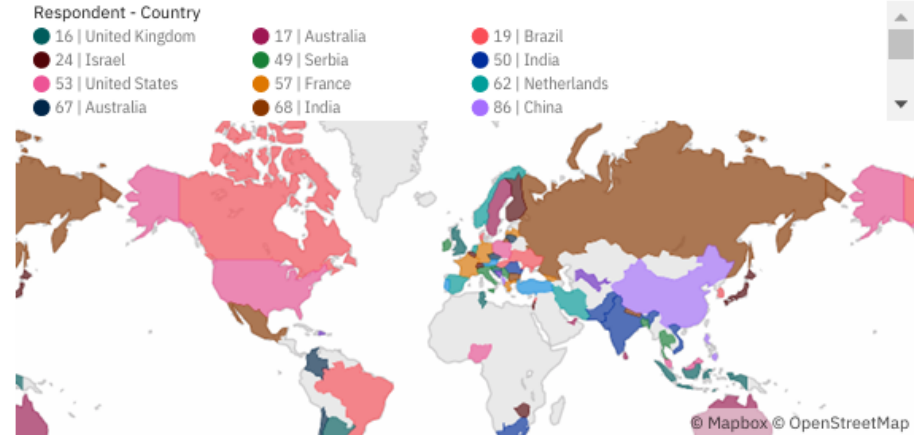 Respondent - Country
16 | United Kingdom
17 | Australia
19 | Brazil
24 | Israel
49 | Serbia
50 | India
53 | United States
57 | France
62 | Netherlands
67 | Australia
68 | India
86 | China
© Mapbox © OpenStreetMap